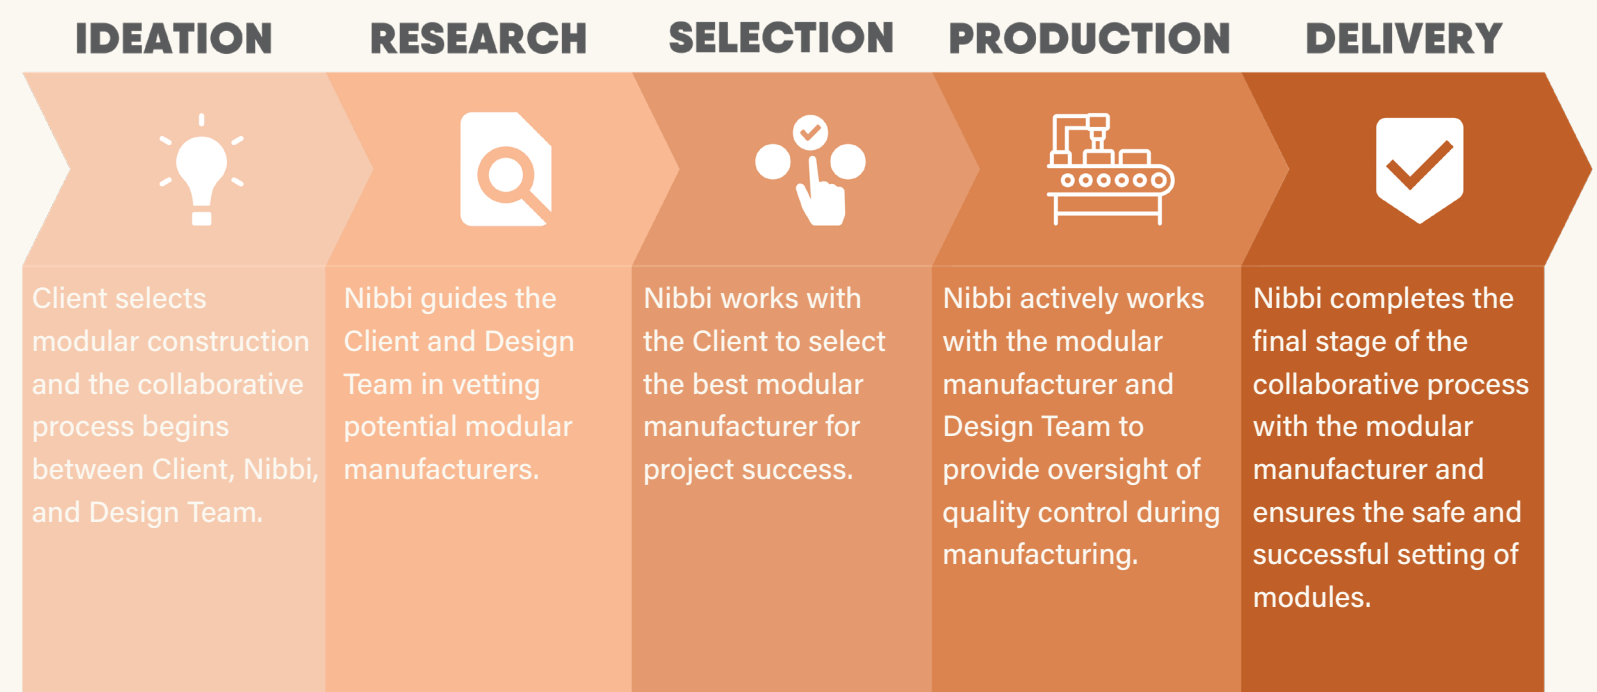 IDEATION
RESEARCH
SELECTION
PRODUCTION
DELIVERY
Client selects
modular construction
and the collaborative
process begins
between Client, Nibbi,
and Design Team.
Nibbi guides the
Client and Design
Team in vetting
potential modular
manufacturers.
Nibbi works with
the Client to select
the best modular
manufacturer for
project success.
Nibbi actively works
with the modular
manufacturer and
Design Team to
provide oversight of
quality control during
manufacturing.
Nibbi completes the
final stage of the
collaborative process
with the modular
manufacturer and
ensures the safe and
successful setting of
modules.